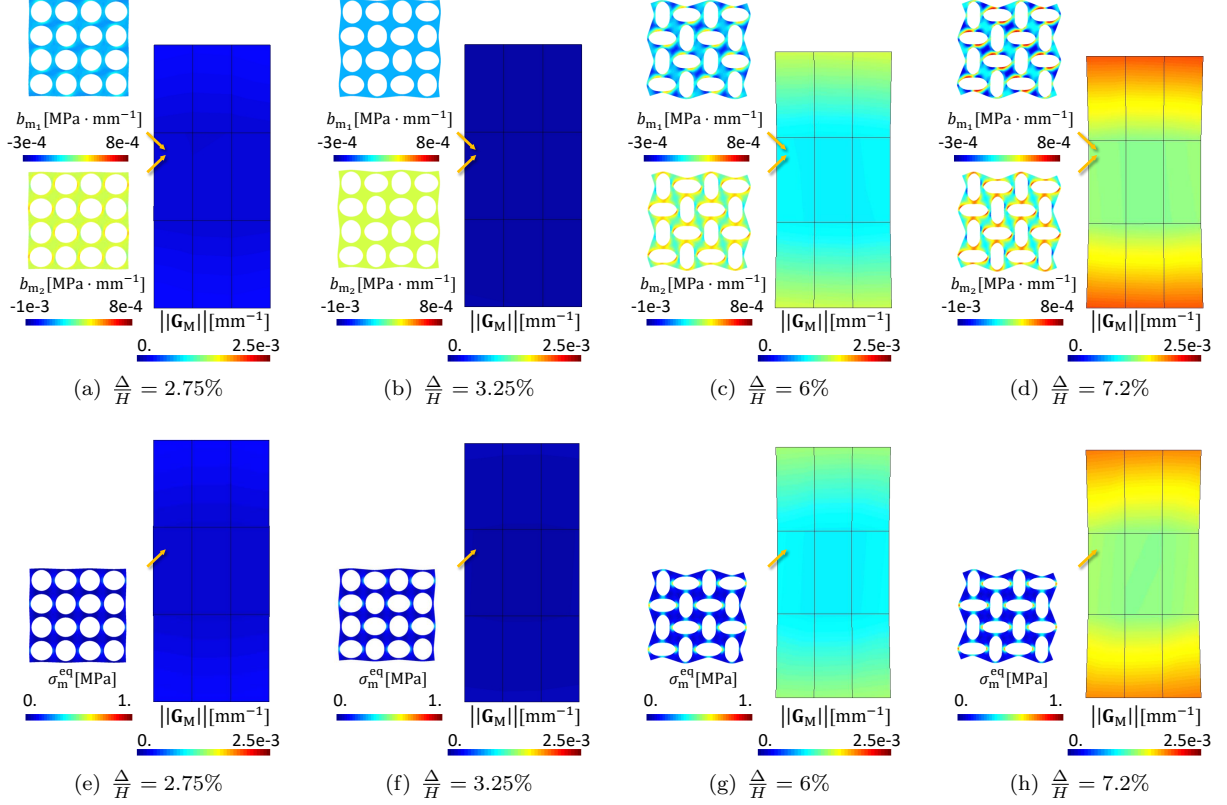 b_{m_1}[MPa · mm⁻¹]
-3e-4 8e-4
b_{m_2}[MPa · mm⁻¹]
-1e-3 8e-4
||G_M||[mm⁻¹]
0. 2.5e-3
(a) Δ/H = 2.75%
b_{m_1}[MPa · mm⁻¹]
-3e-4 8e-4
b_{m_2}[MPa · mm⁻¹]
-1e-3 8e-4
||G_M||[mm⁻¹]
0. 2.5e-3
(b) Δ/H = 3.25%
b_{m_1}[MPa · mm⁻¹]
-3e-4 8e-4
b_{m_2}[MPa · mm⁻¹]
-1e-3 8e-4
||G_M||[mm⁻¹]
0. 2.5e-3
(c) Δ/H = 6%
b_{m_1}[MPa · mm⁻¹]
-3e-4 8e-4
b_{m_2}[MPa · mm⁻¹]
-1e-3 8e-4
||G_M||[mm⁻¹]
0. 2.5e-3
(d) Δ/H = 7.2%
σ_m^{eq}[MPa]
0. 1.
||G_M||[mm⁻¹]
0. 2.5e-3
(e) Δ/H = 2.75%
σ_m^{eq}[MPa]
0. 1.
||G_M||[mm⁻¹]
0. 2.5e-3
(f) Δ/H = 3.25%
σ_m^{eq}[MPa]
0. 1.
||G_M||[mm⁻¹]
0. 2.5e-3
(g) Δ/H = 6%
σ_m^{eq}[MPa]
0. 1.
||G_M||[mm⁻¹]
0. 2.5e-3
(h) Δ/H = 7.2%